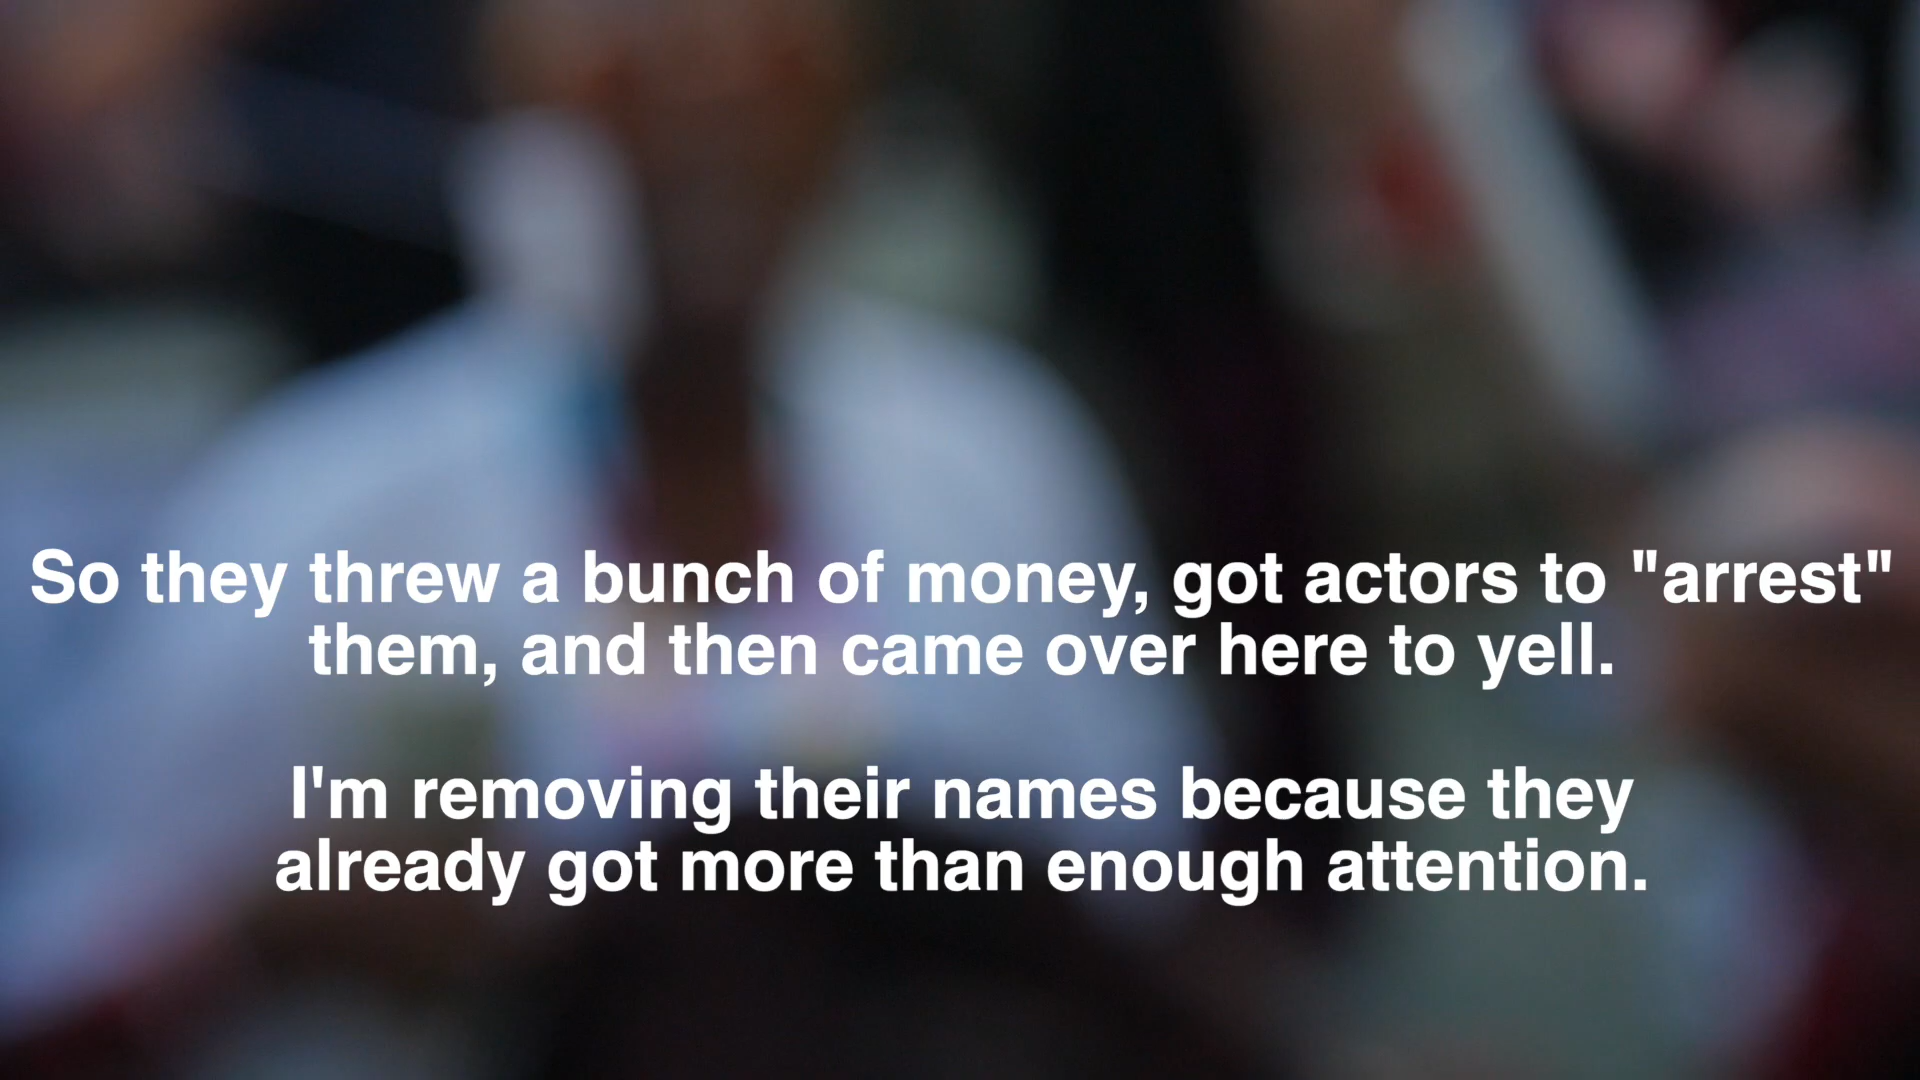 So they threw a bunch of money, got actors to "arrest"
them, and then came over here to yell.
I'm removing their names because they
already got more than enough attention.